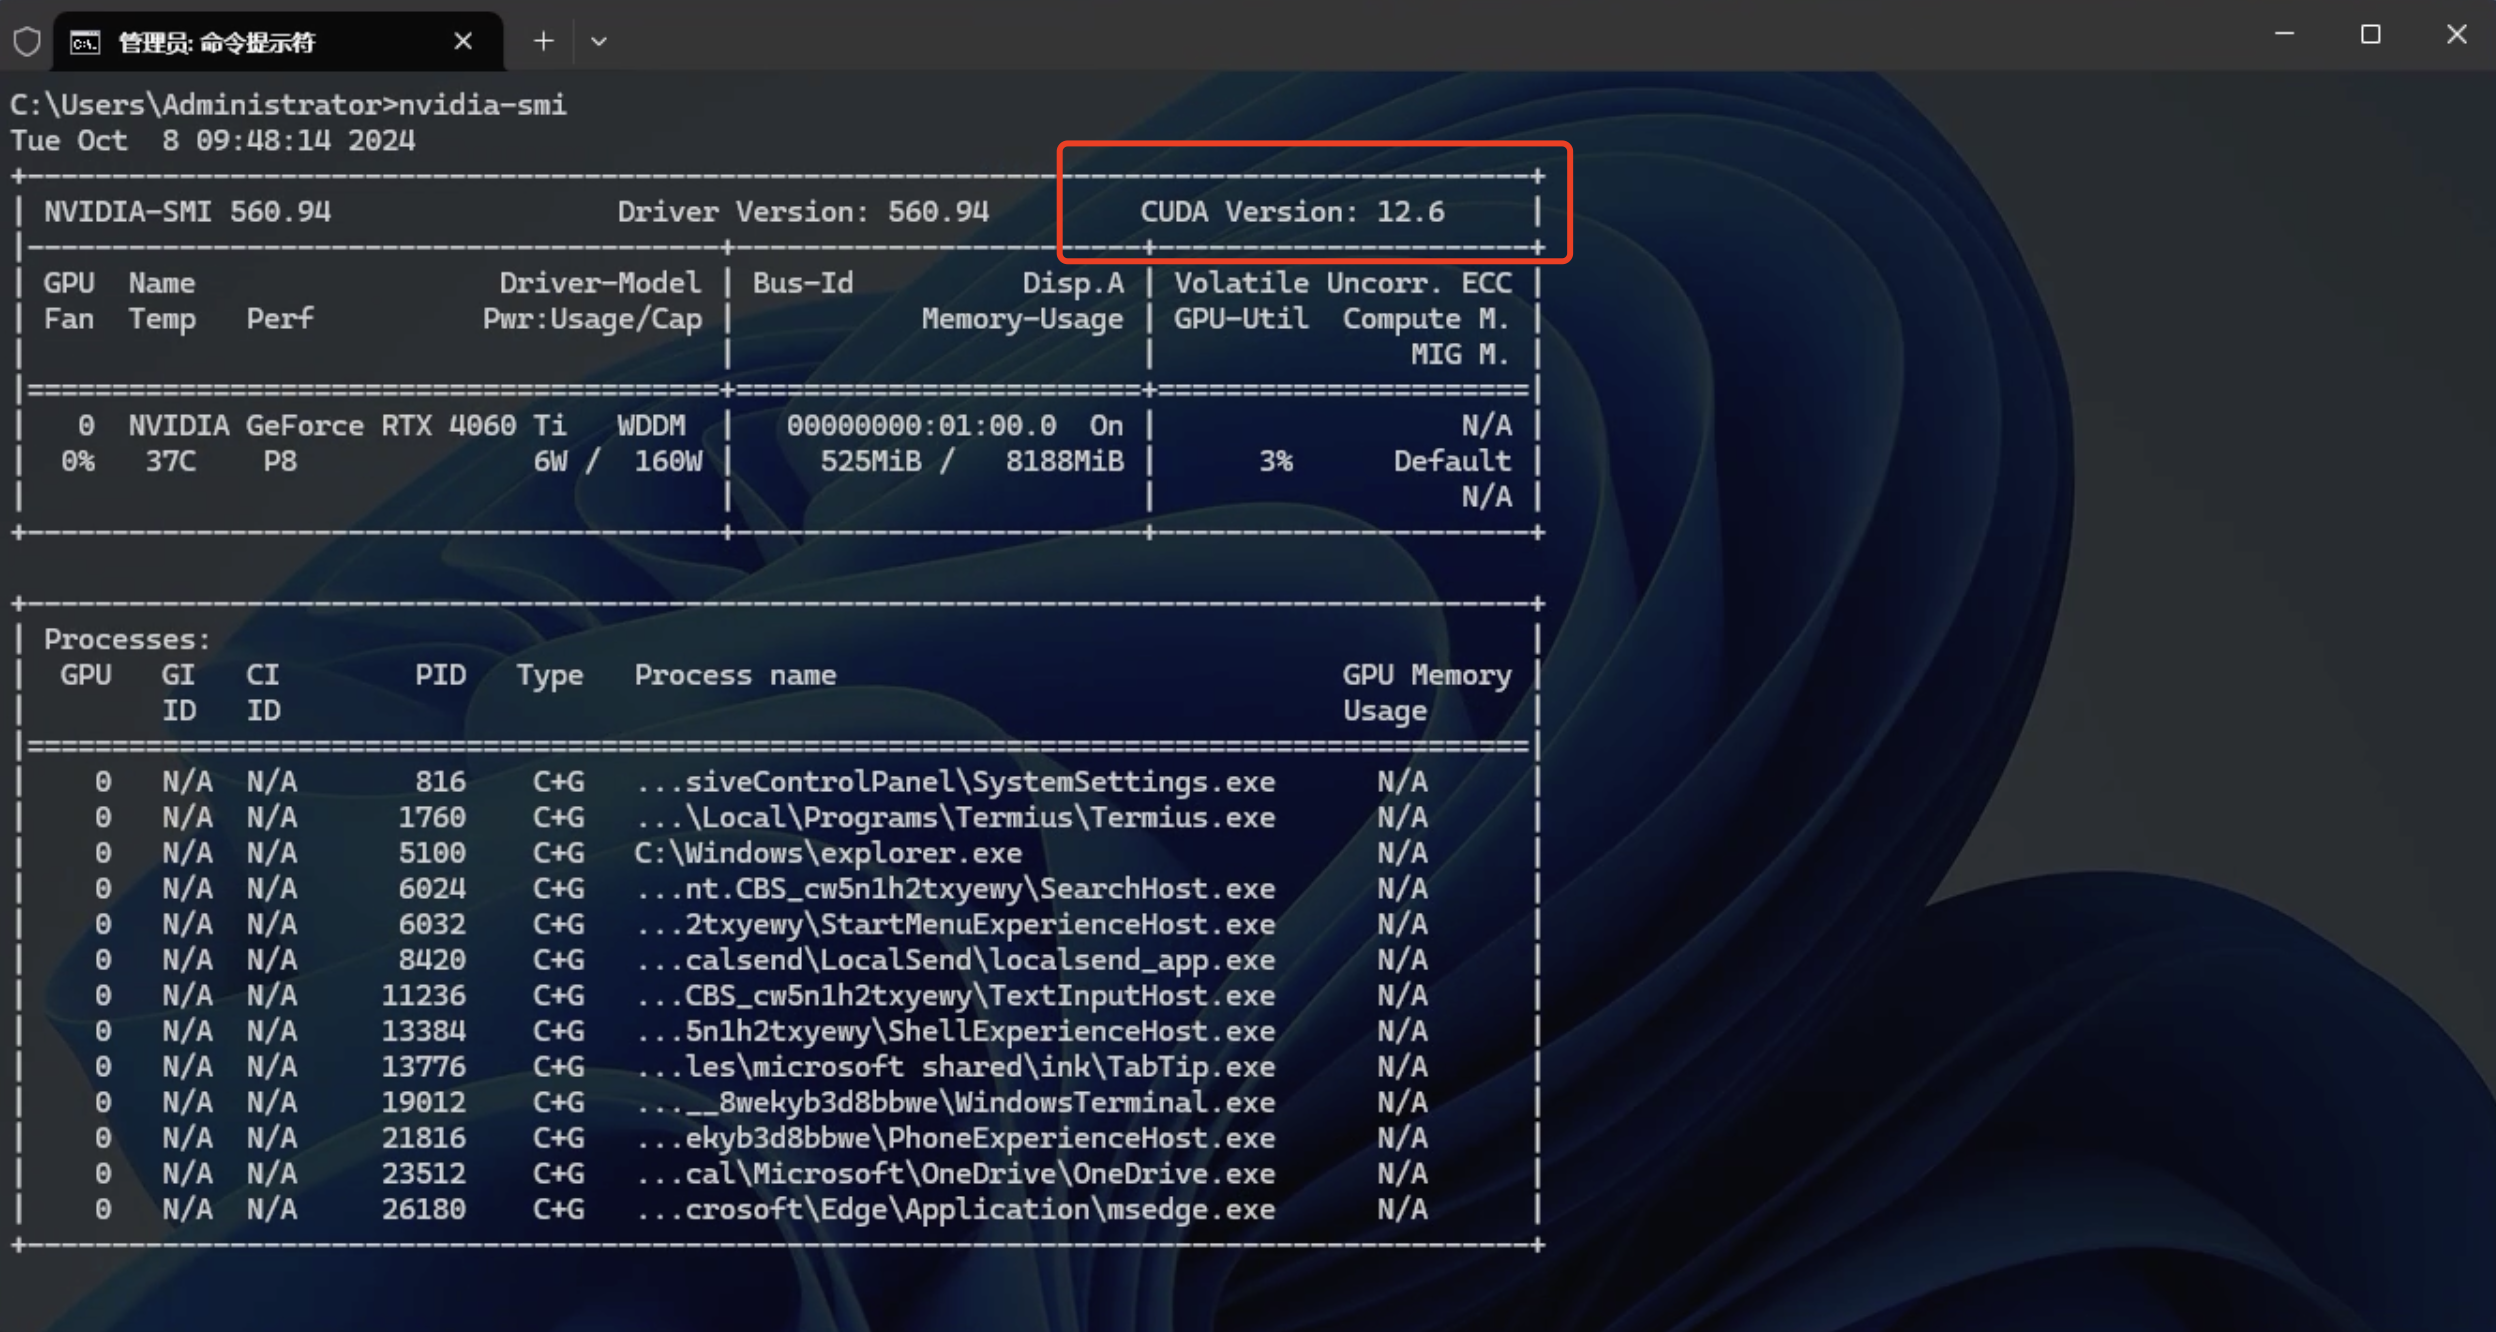 管理员: 命令提示符
C:\Users\Administrator>nvidia-smi
Tue Oct  8 09:48:14 2024
+-----------------------------------------------------------------------------------------+
| NVIDIA-SMI 560.94                 Driver Version: 560.94         CUDA Version: 12.6     |
|-----------------------------------------+------------------------+----------------------+
| GPU  Name                  Driver-Model | Bus-Id          Disp.A | Volatile Uncorr. ECC |
| Fan  Temp   Perf          Pwr:Usage/Cap |           Memory-Usage | GPU-Util  Compute M. |
|                                         |                        |               MIG M. |
|=========================================+========================+======================|
|   0  NVIDIA GeForce RTX 4060 Ti   WDDM  |   00000000:01:00.0  On |                  N/A |
|  0%   37C    P8              6W /  160W |     525MiB /   8188MiB |      3%      Default |
|                                         |                        |                  N/A |
+-----------------------------------------+------------------------+----------------------+
+-----------------------------------------------------------------------------------------+
| Processes:                                                                              |
|  GPU   GI   CI        PID   Type   Process name                              GPU Memory |
|        ID   ID                                                               Usage      |
|=========================================================================================|
|    0   N/A  N/A       816    C+G   ...siveControlPanel\SystemSettings.exe      N/A      |
|    0   N/A  N/A      1760    C+G   ...\Local\Programs\Termius\Termius.exe      N/A      |
|    0   N/A  N/A      5100    C+G   C:\Windows\explorer.exe                     N/A      |
|    0   N/A  N/A      6024    C+G   ...nt.CBS_cw5n1h2txyewy\SearchHost.exe      N/A      |
|    0   N/A  N/A      6032    C+G   ...2txyewy\StartMenuExperienceHost.exe      N/A      |
|    0   N/A  N/A      8420    C+G   ...calsend\LocalSend\localsend_app.exe      N/A      |
|    0   N/A  N/A     11236    C+G   ...CBS_cw5n1h2txyewy\TextInputHost.exe      N/A      |
|    0   N/A  N/A     13384    C+G   ...5n1h2txyewy\ShellExperienceHost.exe      N/A      |
|    0   N/A  N/A     13776    C+G   ...les\microsoft shared\ink\TabTip.exe      N/A      |
|    0   N/A  N/A     19012    C+G   ...__8wekyb3d8bbwe\WindowsTerminal.exe      N/A      |
|    0   N/A  N/A     21816    C+G   ...ekyb3d8bbwe\PhoneExperienceHost.exe      N/A      |
|    0   N/A  N/A     23512    C+G   ...cal\Microsoft\OneDrive\OneDrive.exe      N/A      |
|    0   N/A  N/A     26180    C+G   ...crosoft\Edge\Application\msedge.exe      N/A      |
+-----------------------------------------------------------------------------------------+